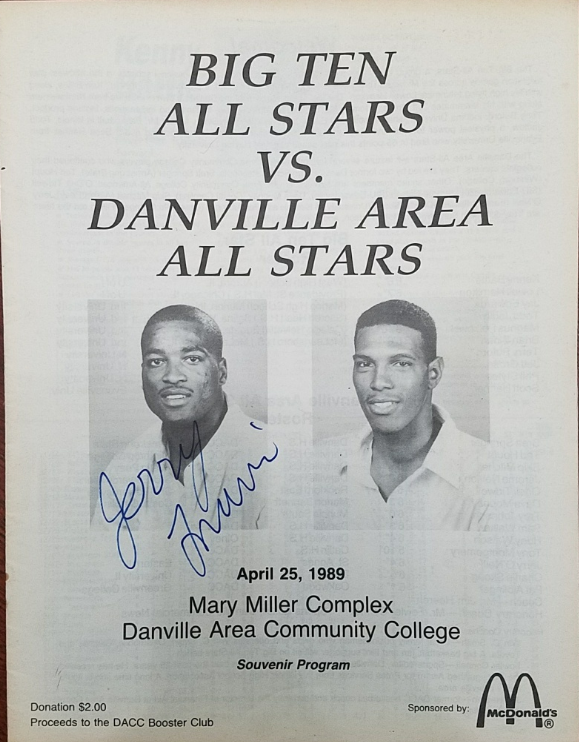 BIG TEN
ALL STARS
VS.
DANVILLE AREA
ALL STARS
Jerry
April 25, 1989
Mary Miller Complex
Danville Area Community College
Souvenir Program
Donation $2.00
Proceeds to the DACC Booster Club
Sponsored by:
McDonald's
®